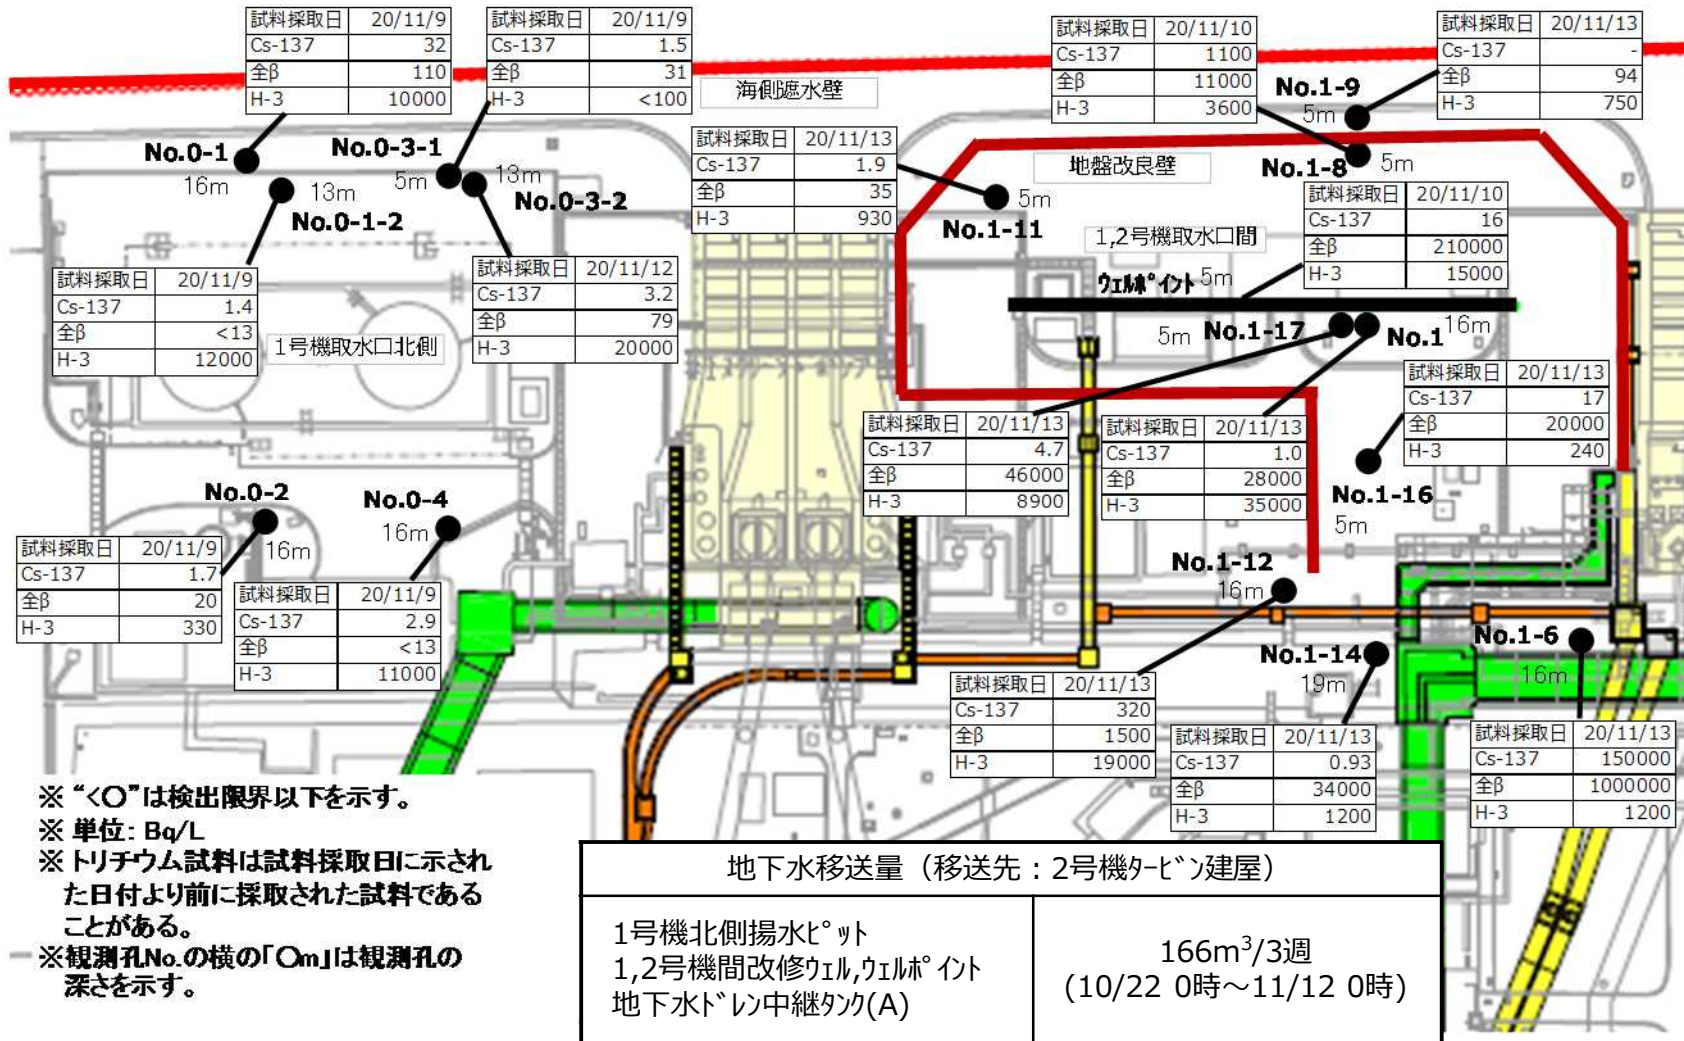 試料採取日 20/11/9
Cs-137 32
全β 110
H-3 10000
試料採取日 20/11/9
Cs-137 1.5
全β 31
H-3 <100
海側遮水壁
試料採取日 20/11/10
Cs-137 1100
全β 11000
H-3 3600
試料採取日 20/11/13
Cs-137 -
全β 94
H-3 750
No.1-9
5m
No.1-8
5m
No.0-1
16m
No.0-3-1
5m
13m
No.0-3-2
13m
No.0-1-2
試料採取日 20/11/13
Cs-137 1.9
全β 35
H-3 930
5m
No.1-11
地盤改良壁
1,2号機取水口間
試料採取日 20/11/10
Cs-137 16
全β 210000
H-3 15000
ウェルポイント 5m
試料採取日 20/11/9
Cs-137 1.4
全β <13
H-3 12000
1号機取水口北側
試料採取日 20/11/12
Cs-137 3.2
全β 79
H-3 20000
5m No.1-17
No.1
16m
試料採取日 20/11/13
Cs-137 17
全β 20000
H-3 240
試料採取日 20/11/13
Cs-137 4.7
全β 46000
H-3 8900
試料採取日 20/11/13
Cs-137 1.0
全β 28000
H-3 35000
No.1-16
5m
No.0-2
16m
No.0-4
16m
試料採取日 20/11/9
Cs-137 1.7
全β 20
H-3 330
試料採取日 20/11/9
Cs-137 2.9
全β <13
H-3 11000
No.1-12
16m
No.1-14
19m
No.1-6
16m
試料採取日 20/11/13
Cs-137 320
全β 1500
H-3 19000
試料採取日 20/11/13
Cs-137 0.93
全β 34000
H-3 1200
試料採取日 20/11/13
Cs-137 150000
全β 1000000
H-3 1200
※ “<○”は検出限界以下を示す。
※ 単位: Bq/L
※ トリチウム試料は試料採取日に示され
た日付より前に採取された試料である
ことがある。
※観測孔No.の横の「○m」は観測孔の
深さを示す。
地下水移送量（移送先：2号機タービン建屋）
1号機北側揚水ピット
1,2号機間改修ウェル,ウェルポイント
地下水ドレン中継タンク(A)
166m³/3週
(10/22 0時～11/12 0時)